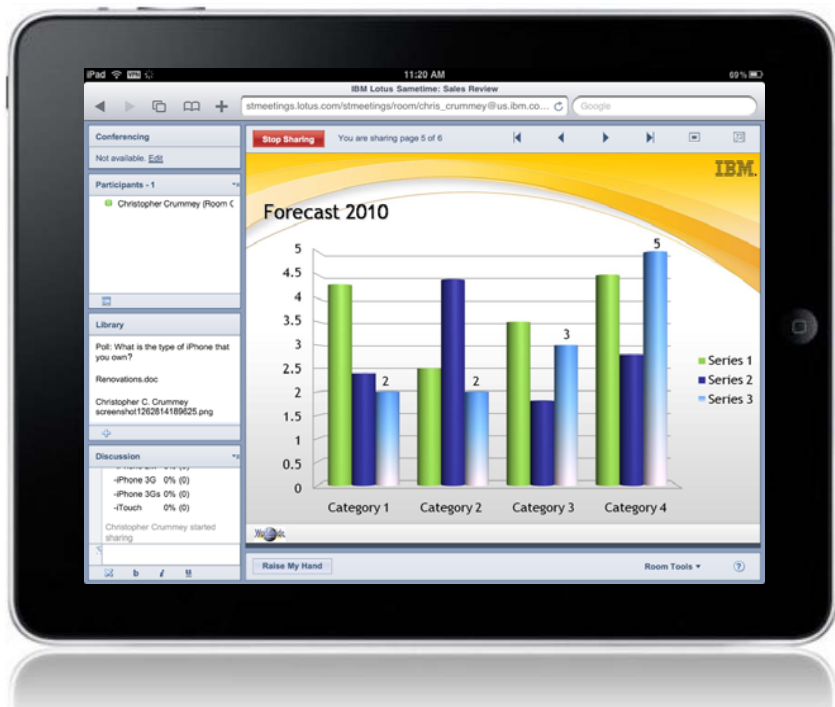 iPad VPN 11:20 AM 69%
IBM Lotus Sametime: Sales Review
stmeetings.lotus.com/stmeetings/room/chris_crummey@us.ibm.co... Google
Conferencing
Not available. Edit
Participants - 1
Christopher Crummey (Room C
Library
Poll: What is the type of iPhone that
you own?
Renovations.doc
Christopher C. Crummey
screenshot1262814189625.png
Discussion
-iPhone 3G 0% (0)
-iPhone 3Gs 0% (0)
-iTouch 0% (0)
Christopher Crummey started
sharing
b i u
Stop Sharing You are sharing page 5 of 6
IBM.
Forecast 2010
5
4.5
4
3.5
3
2.5
2
1.5
1
0.5
0
2
2
3
5
Category 1 Category 2 Category 3 Category 4
Series 1
Series 2
Series 3
Raise My Hand Room Tools ?